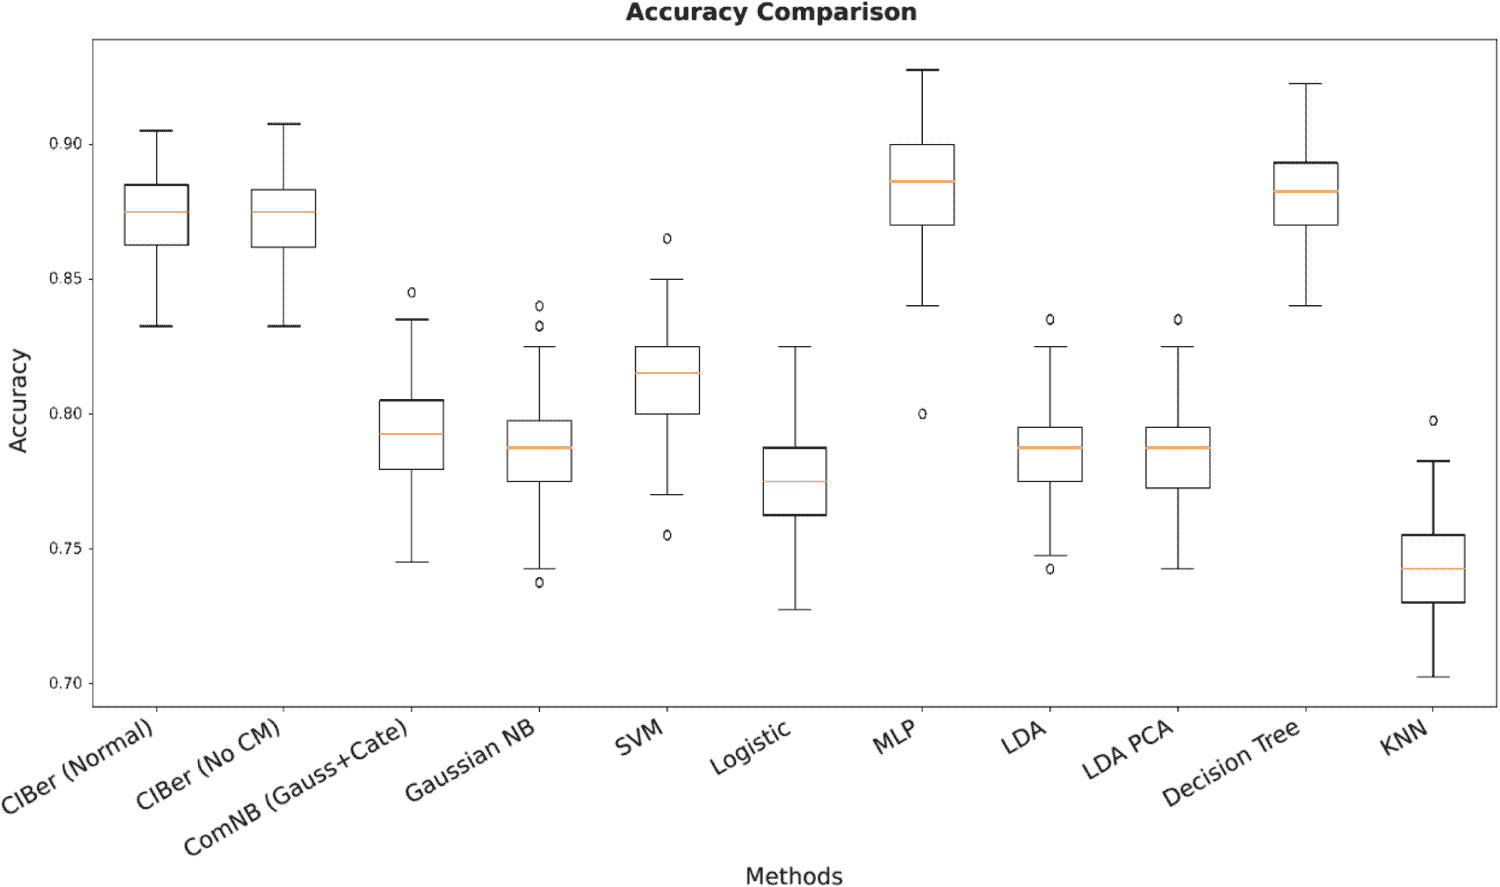 Accuracy Comparison
0.90
0.85
0.80
0.75
0.70
Accuracy
CIBer (Normal)
CIBer (No CM)
ComNB (Gauss+Cate)
Gaussian NB
SVM
Logistic
MLP
LDA
LDA PCA
Decision Tree
KNN
Methods